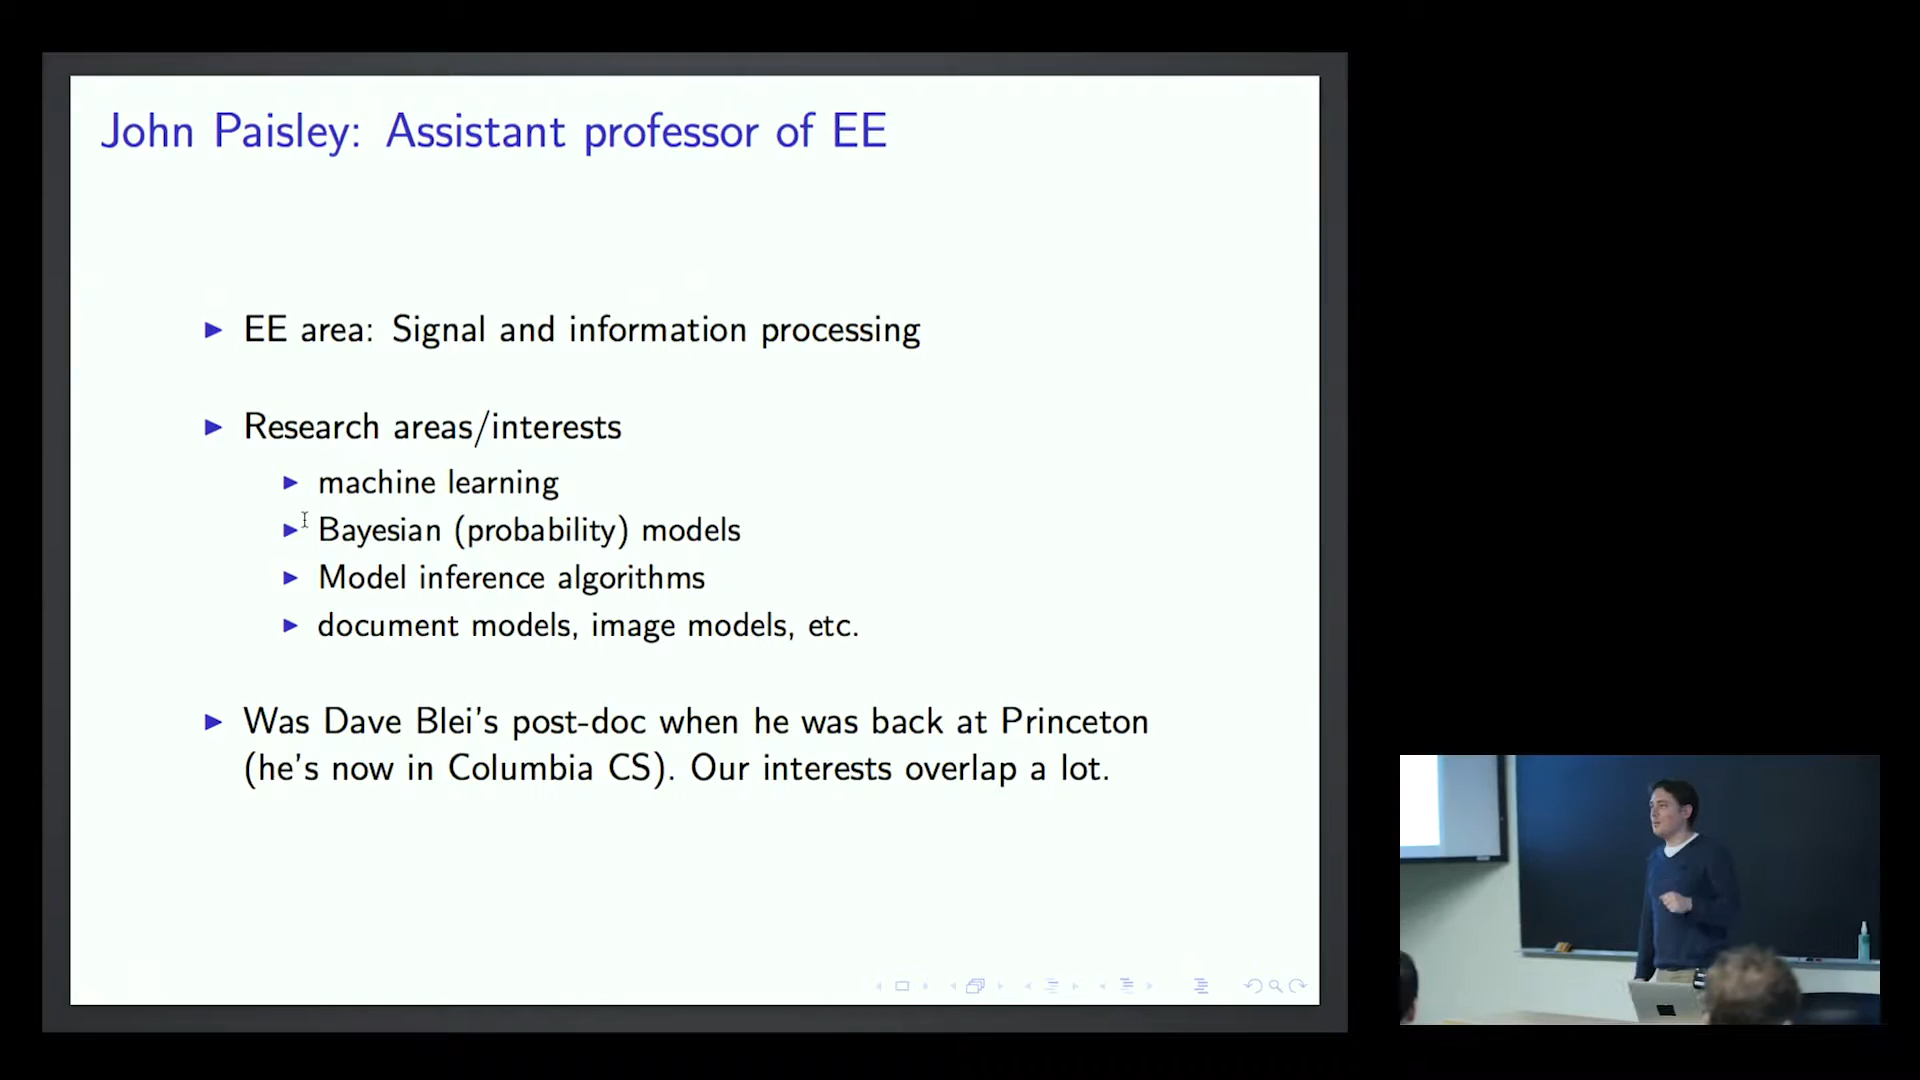 John Paisley: Assistant professor of EE
EE area: Signal and information processing
Research areas/interests
machine learning
Bayesian (probability) models
Model inference algorithms
document models, image models, etc.
Was Dave Blei's post-doc when he was back at Princeton
(he's now in Columbia CS). Our interests overlap a lot.